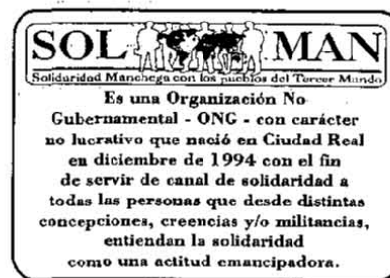 SOLMAN
Solidaridad Manchega con los pueblos del Tercer Mundo
Es una Organización No
Gubernamental - ONG - con carácter
no lucrativo que nació en Ciudad Real
en diciembre de 1994 con el fin
de servir de canal de solidaridad a
todas las personas que desde distintas
concepciones, creencias y/o militancias,
entiendan la solidaridad
como una actitud emancipadora.